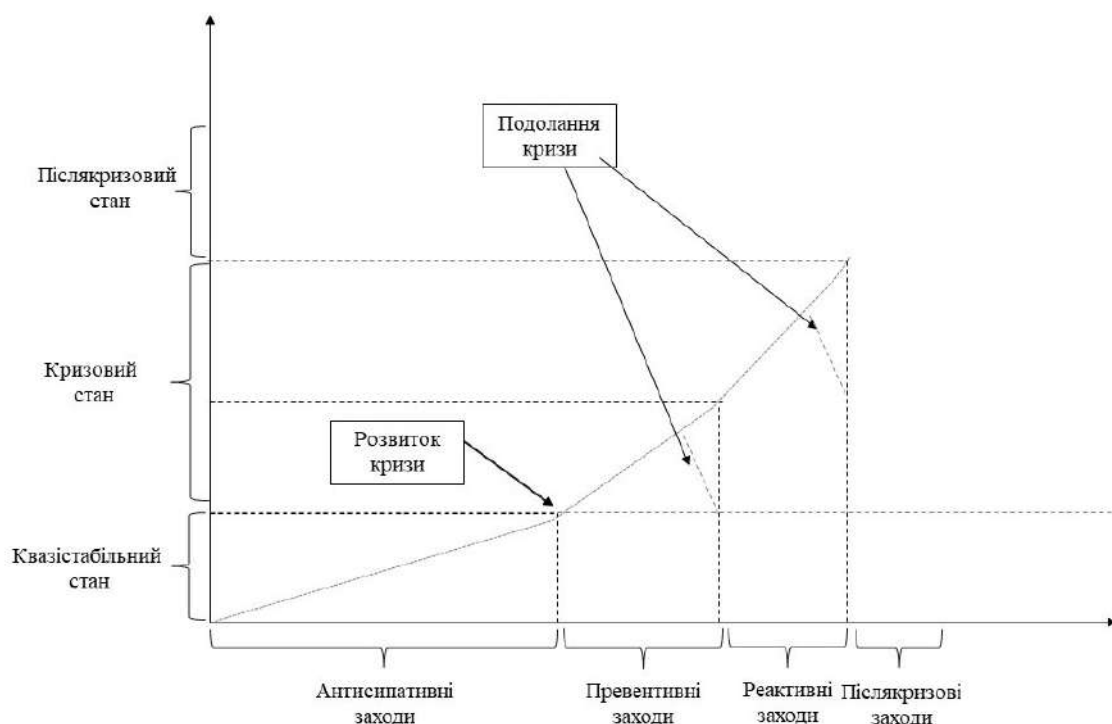 Подолання
кризи
Післякризовий
стан
Кризовий
стан
Розвиток
кризи
Квазістабільний
стан
Антисипативні
заходи
Превентивні
заходи
Реактивні
заходи
Післякризові
заходи